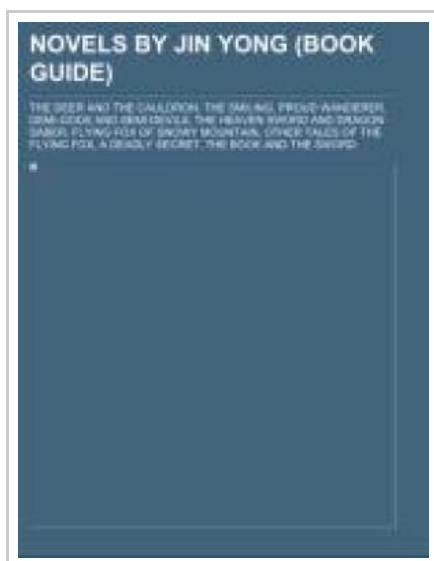 NOVELS BY JIN YONG (BOOK
GUIDE)
THE DEER AND THE CAULDRON, THE SMILING, PROUD WANDERER,
DEMI-GODS AND SEMI-DEVILS, THE HEAVEN SWORD AND DRAGON
SABER, FLYING FOX OF SNOWY MOUNTAIN, OTHER TALES OF THE
FLYING FOX, A DEADLY SECRET, THE BOOK AND THE SWORD